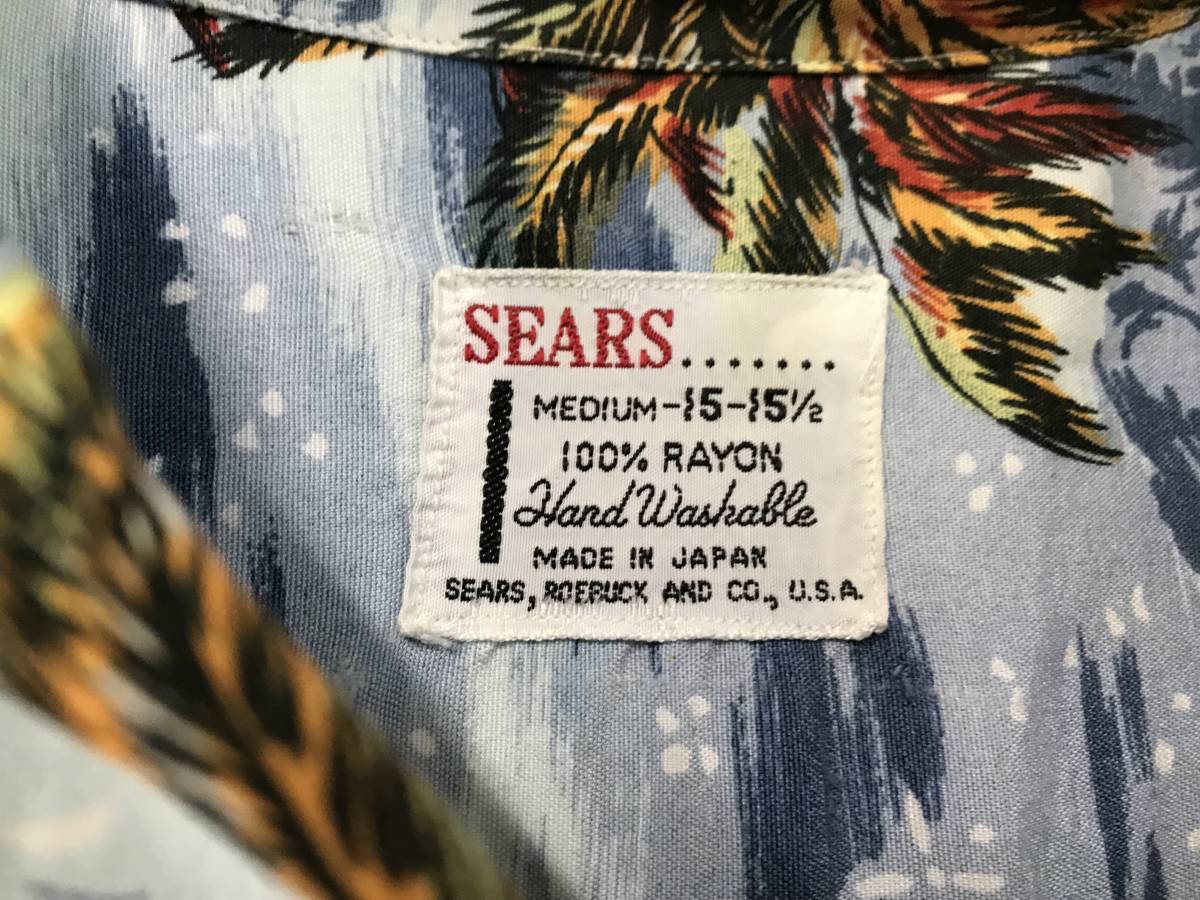 SEARS.......
MEDIUM-15-15½
100% RAYON
Hand Washable
MADE IN JAPAN
SEARS, ROEBUCK AND CO., U.S.A.